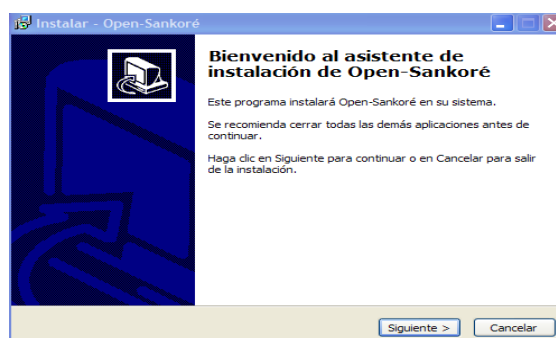 Instalar - Open-Sankoré
Bienvenido al asistente de
instalación de Open-Sankoré
Este programa instalará Open-Sankoré en su sistema.
Se recomienda cerrar todas las demás aplicaciones antes de
continuar.
Haga clic en Siguiente para continuar o en Cancelar para salir
de la instalación.
Siguiente >
Cancelar